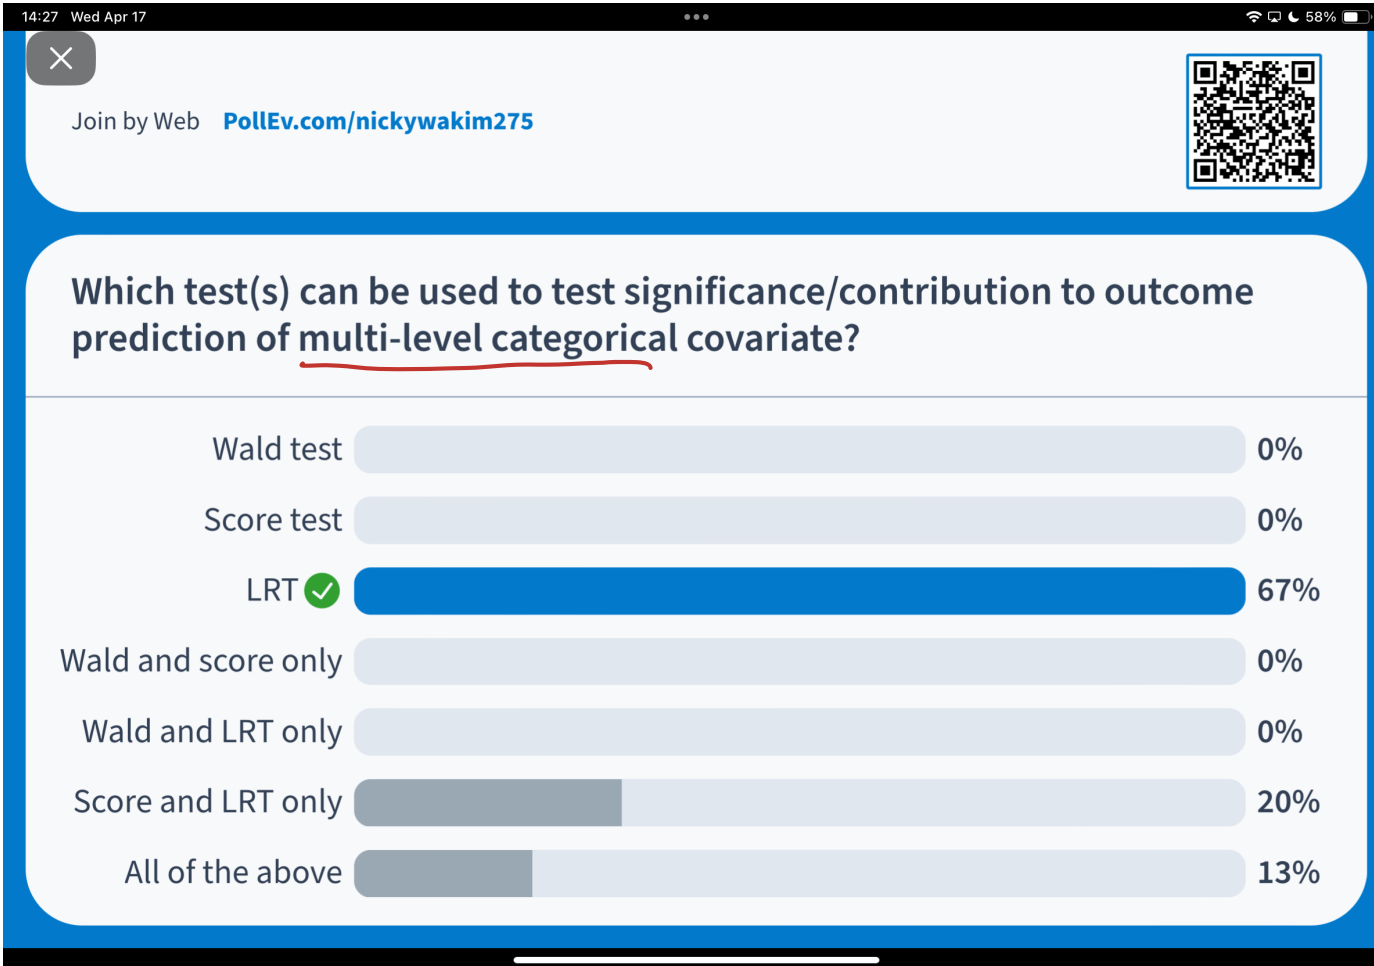 14:27 Wed Apr 17
58%
Join by Web PollEv.com/nickywakim275
Which test(s) can be used to test significance/contribution to outcome
prediction of multi-level categorical covariate?
Wald test 0%
Score test 0%
LRT 67%
Wald and score only 0%
Wald and LRT only 0%
Score and LRT only 20%
All of the above 13%